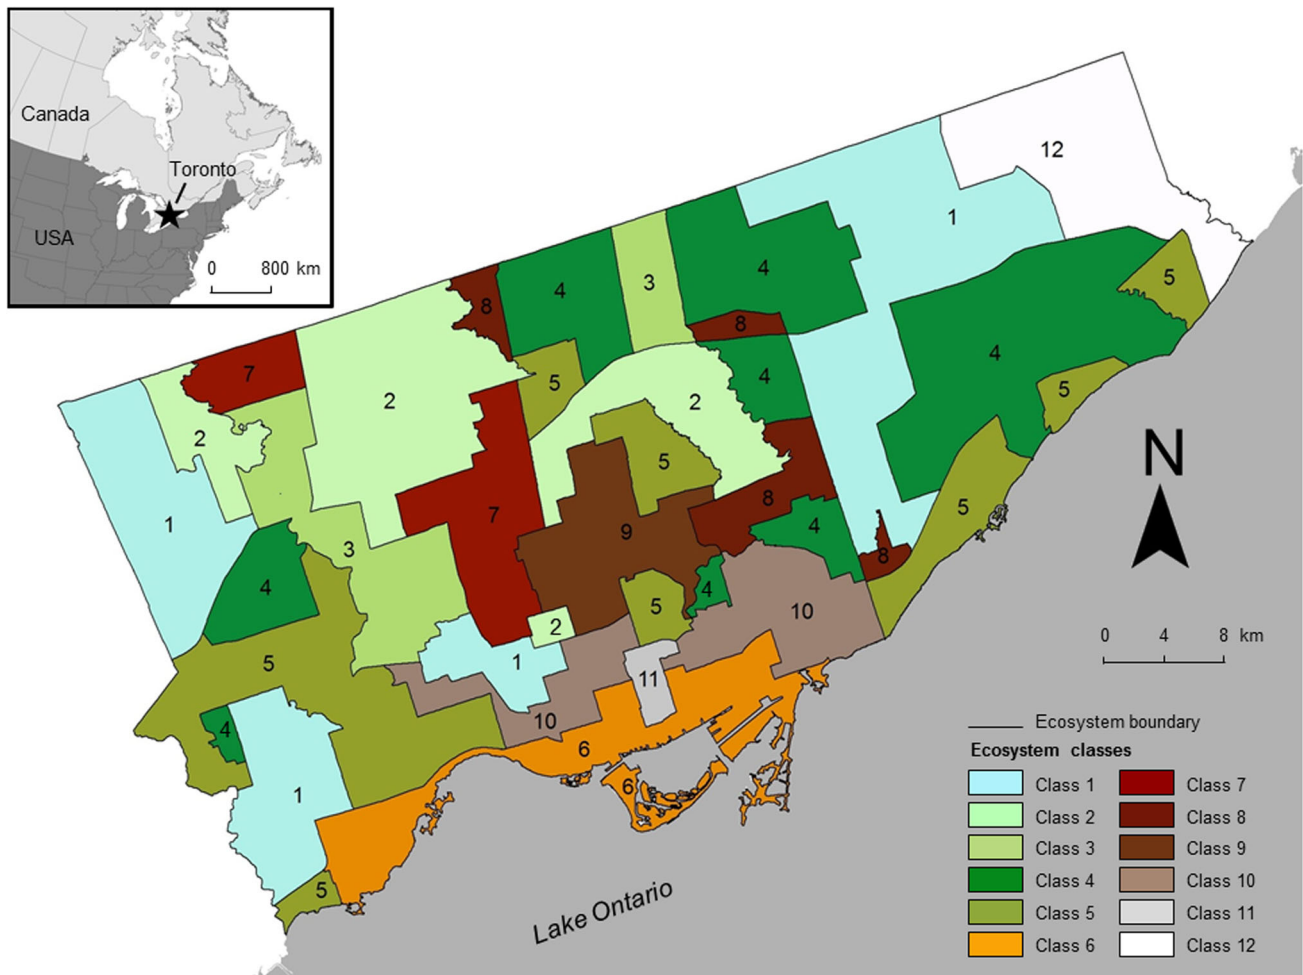 Canada
Toronto
USA
0 800 km
12
1
5
4
3
4
4
8
8
4
5
7
2
5
4
2
2
5
1
3
7
9
8
4
5
8
4
5
4
10
2
5
1
11
10
4
6
6
1
5
N
0 4 8 km
Lake Ontario
Ecosystem boundary
Ecosystem classes
Class 1 Class 7
Class 2 Class 8
Class 3 Class 9
Class 4 Class 10
Class 5 Class 11
Class 6 Class 12